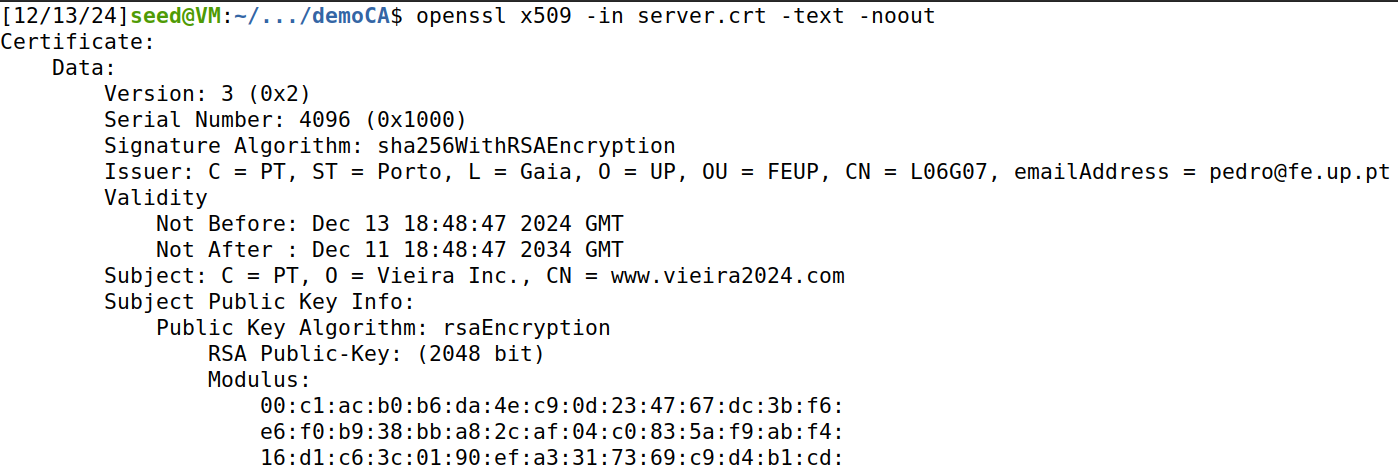 [12/13/24]seed@VM:~/.../demoCA$ openssl x509 -in server.crt -text -noout
Certificate:
    Data:
        Version: 3 (0x2)
        Serial Number: 4096 (0x1000)
        Signature Algorithm: sha256WithRSAEncryption
        Issuer: C = PT, ST = Porto, L = Gaia, O = UP, OU = FEUP, CN = L06G07, emailAddress = pedro@fe.up.pt
        Validity
            Not Before: Dec 13 18:48:47 2024 GMT
            Not After : Dec 11 18:48:47 2034 GMT
        Subject: C = PT, O = Vieira Inc., CN = www.vieira2024.com
        Subject Public Key Info:
            Public Key Algorithm: rsaEncryption
                RSA Public-Key: (2048 bit)
                Modulus:
                    00:c1:ac:b0:b6:da:4e:c9:0d:23:47:67:dc:3b:f6:
                    e6:f0:b9:38:bb:a8:2c:af:04:c0:83:5a:f9:ab:f4:
                    16:d1:c6:3c:01:90:ef:a3:31:73:69:c9:d4:b1:cd: